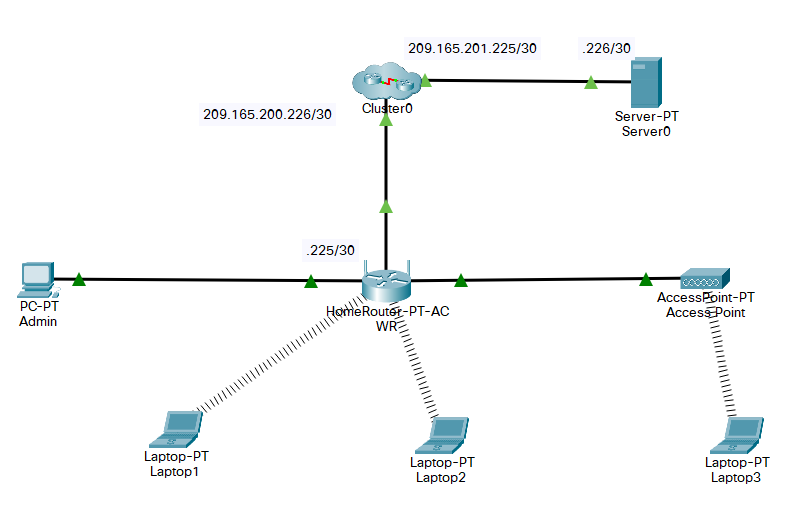 209.165.201.225/30
.226/30
Cluster0
209.165.200.226/30
Server-PT
Server0
.225/30
PC-PT
Admin
HomeRouter-PT-AC
WR
AccessPoint-PT
Access Point
Laptop-PT
Laptop1
Laptop-PT
Laptop2
Laptop-PT
Laptop3